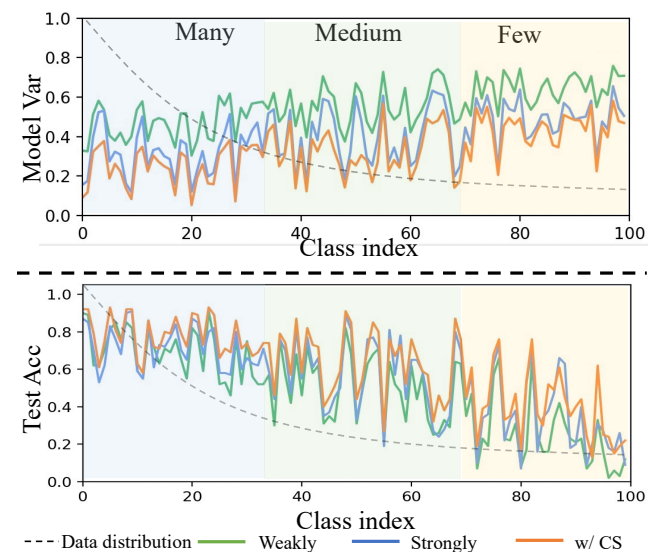 Many Medium Few
Model Var
1.0
0.8
0.6
0.4
0.2
0.0
0 20 40 60 80 100
Class index
Test Acc
1.0
0.8
0.6
0.4
0.2
0.0
0 20 40 60 80 100
Class index
Data distribution Weakly Strongly w/ CS